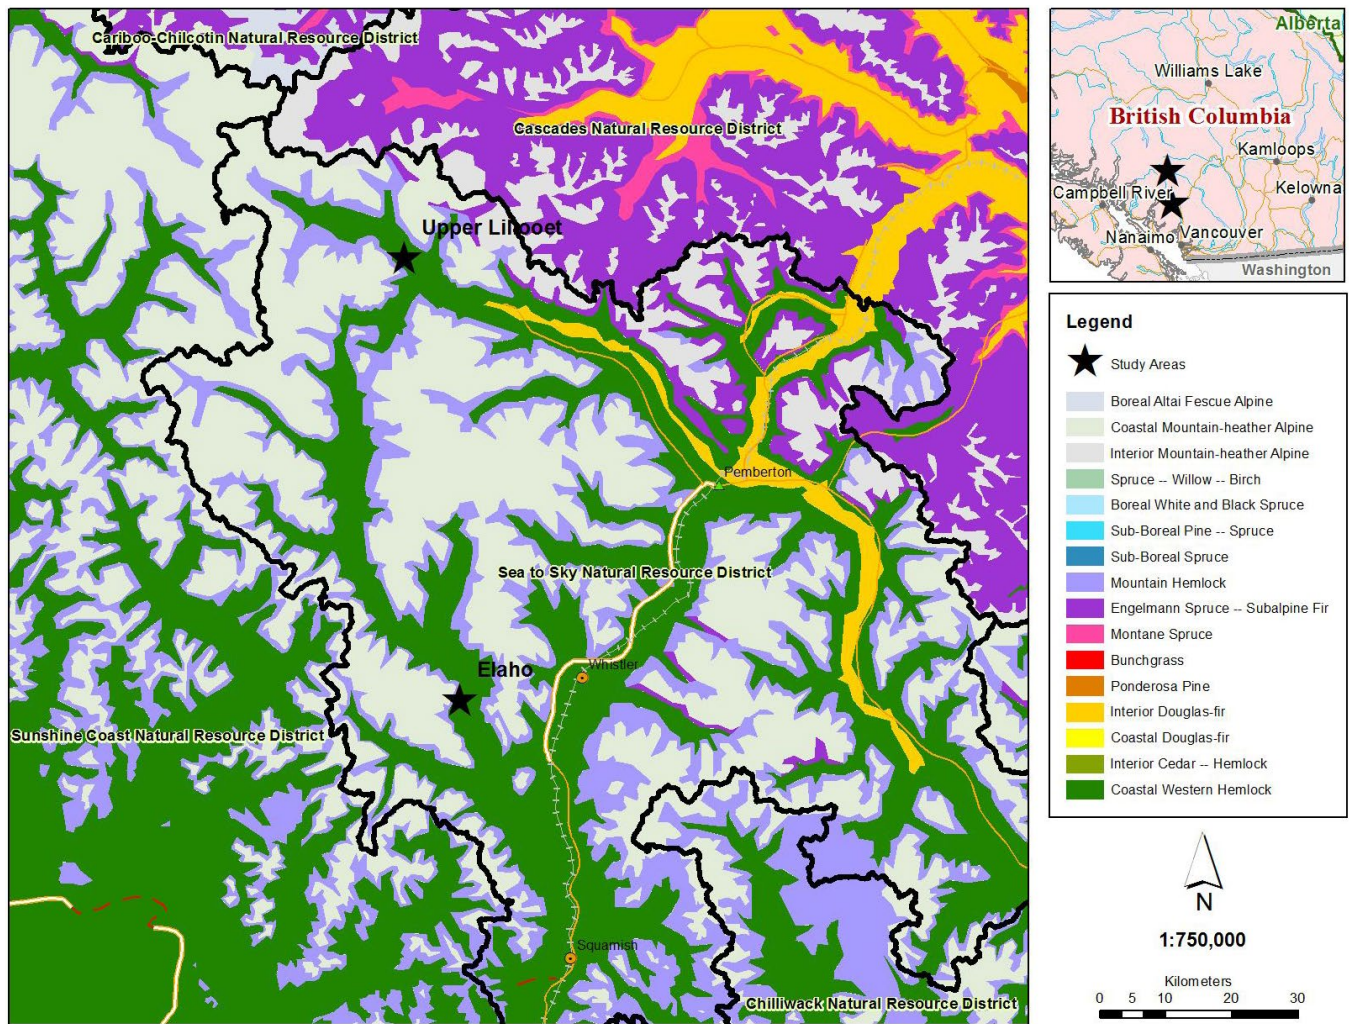 Cariboo-Chilcotin Natural Resource District
Cascades Natural Resource District
Upper Lillooet
Pemberton
Sea to Sky Natural Resource District
Elaho
Whistler
Sunshine Coast Natural Resource District
Squamish
Chilliwack Natural Resource District
Alberta
Williams Lake
British Columbia
Kamloops
Campbell River
Kelowna
Nanaimo
Vancouver
Washington
Legend
Study Areas
Boreal Altai Fescue Alpine
Coastal Mountain-heather Alpine
Interior Mountain-heather Alpine
Spruce -- Willow -- Birch
Boreal White and Black Spruce
Sub-Boreal Pine -- Spruce
Sub-Boreal Spruce
Mountain Hemlock
Engelmann Spruce -- Subalpine Fir
Montane Spruce
Bunchgrass
Ponderosa Pine
Interior Douglas-fir
Coastal Douglas-fir
Interior Cedar -- Hemlock
Coastal Western Hemlock
N
1:750,000
Kilometers
0 5 10 20 30